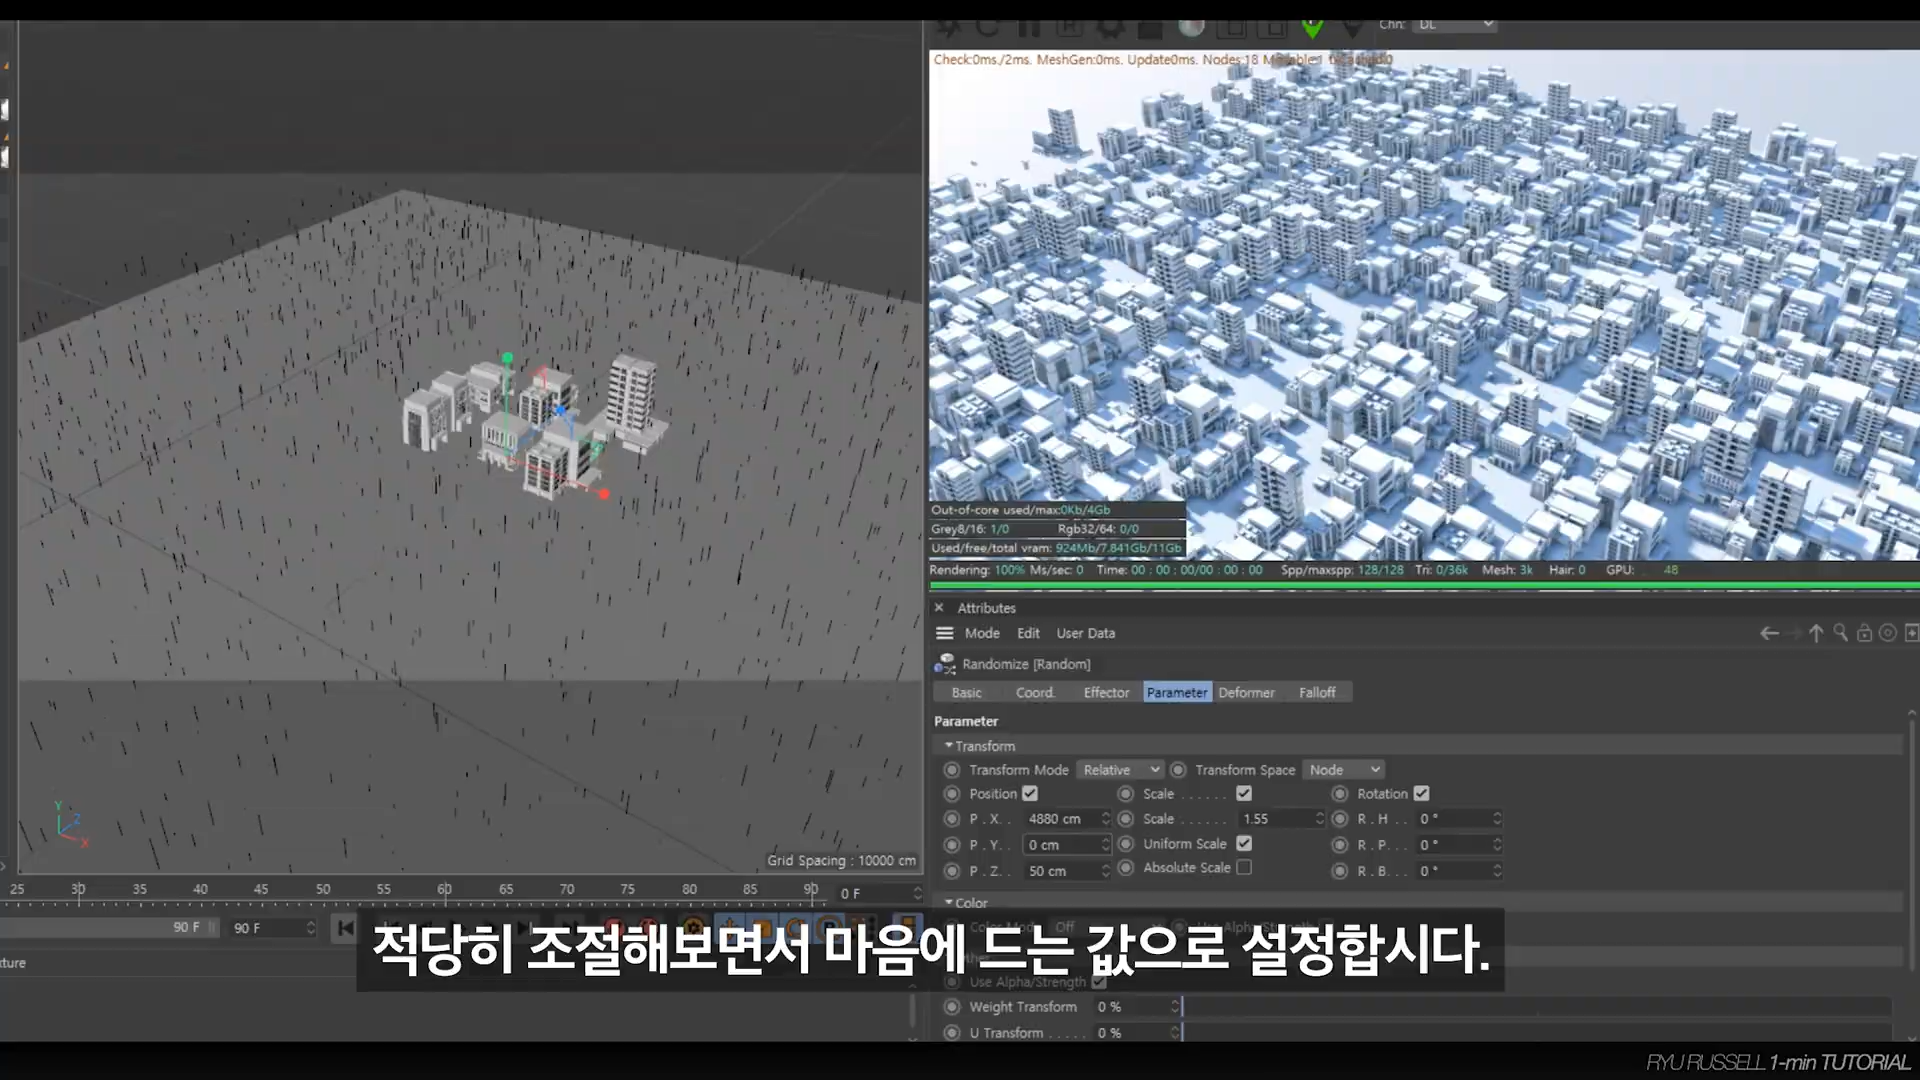 Chn: DL
Check:0ms./2ms. MeshGen:0ms. Update0ms. Nodes:18
Out-of-core used/max:0Kb/4Gb
Grey8/16: 1/0 Rgb32/64: 0/0
Used/free/total vram: 924Mb/7.841Gb/11Gb
Rendering: 100% Ms/sec: 0 Time: 00 : 00 : 00/00 : 00 : 00 Spp/maxspp: 128/128 Tri: 0/36k Mesh: 3k Hair: 0 GPU: 48
Attributes
Mode Edit User Data
Randomize [Random]
Basic Coord. Effector Parameter Deformer Falloff
Parameter
Transform
Transform Mode Relative Transform Space Node
Position Scale . . . . . . Rotation
P . X. . 4880 cm Scale . . . . . . 1.55 R . H . . 0 °
P . Y. . 0 cm Uniform Scale R . P. . . 0 °
P . Z. . 50 cm Absolute Scale R . B. . . 0 °
Color
Off
Use Alpha/Strength
Weight Transform 0 %
U Transform . . . . 0 %
Y
Z
X
Grid Spacing : 10000 cm
25 30 35 40 45 50 55 60 65 70 75 80 85 90 0 F
90 F 90 F
xture
적당히 조절해보면서 마음에 드는 값으로 설정합시다.
RYU RUSSELL 1-min TUTORIAL